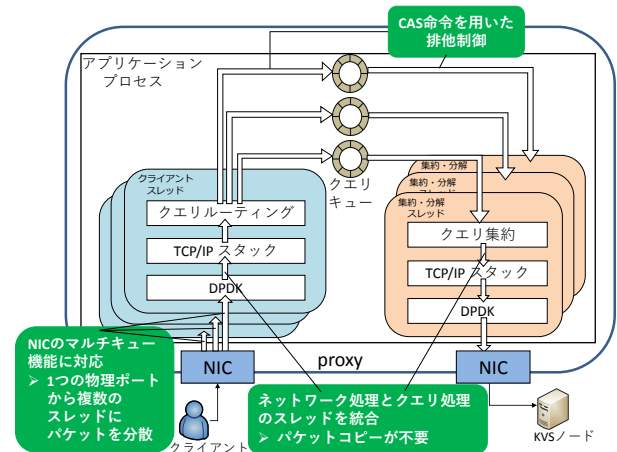 CAS命令を用いた
排他制御
アプリケーション
プロセス
クライアント
スレッド
クエリルーティング
TCP/IP スタック
DPDK
クエリ
キュー
集約・分解
集約・分解
スレッド
集約・分解
スレッド
クエリ集約
TCP/IP スタック
DPDK
NICのマルチキュー
機能に対応
➢ 1つの物理ポート
から複数の
スレッドに
パケットを分散
NIC
proxy
NIC
ネットワーク処理とクエリ処理
のスレッドを統合
➢ パケットコピーが不要
クライアント
KVSノード